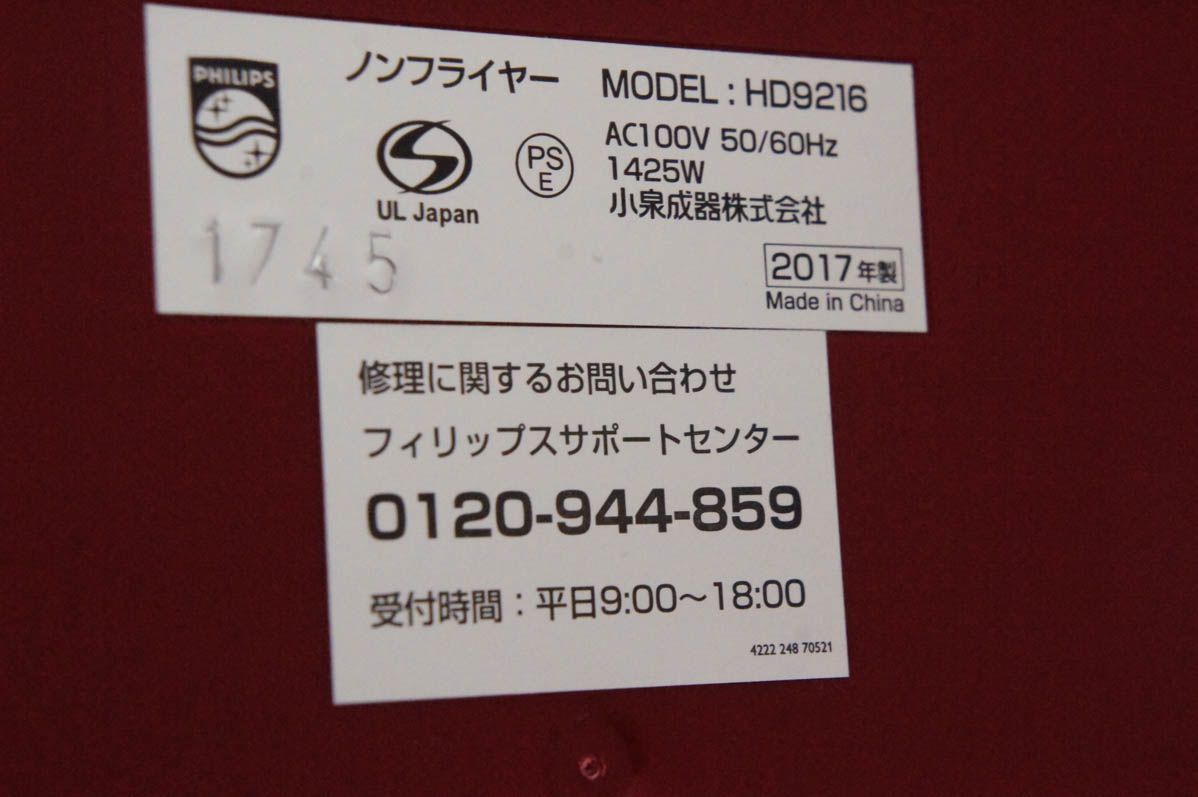 PHILIPS
ノンフライヤー MODEL : HD9216
AC100V 50/60Hz
PS
E
1425W
UL Japan
小泉成器株式会社
1745
2017年製
Made in China
修理に関するお問い合わせ
フィリップスサポートセンター
0120-944-859
受付時間：平日9:00～18:00
4222 248 70521